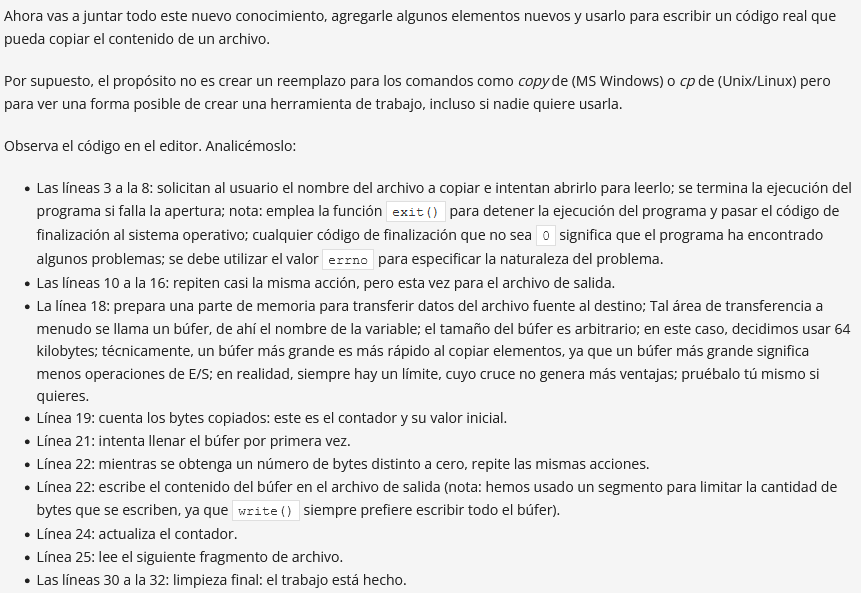 Ahora vas a juntar todo este nuevo conocimiento, agregarle algunos elementos nuevos y usarlo para escribir un código real que
pueda copiar el contenido de un archivo.
Por supuesto, el propósito no es crear un reemplazo para los comandos como copy de (MS Windows) o cp de (Unix/Linux) pero
para ver una forma posible de crear una herramienta de trabajo, incluso si nadie quiere usarla.
Observa el código en el editor. Analicémoslo:
• Las líneas 3 a la 8: solicitan al usuario el nombre del archivo a copiar e intentan abrirlo para leerlo; se termina la ejecución del
programa si falla la apertura; nota: emplea la función exit() para detener la ejecución del programa y pasar el código de
finalización al sistema operativo; cualquier código de finalización que no sea 0 significa que el programa ha encontrado
algunos problemas; se debe utilizar el valor errno para especificar la naturaleza del problema.
• Las líneas 10 a la 16: repiten casi la misma acción, pero esta vez para el archivo de salida.
• La línea 18: prepara una parte de memoria para transferir datos del archivo fuente al destino; Tal área de transferencia a
menudo se llama un búfer, de ahí el nombre de la variable; el tamaño del búfer es arbitrario; en este caso, decidimos usar 64
kilobytes; técnicamente, un búfer más grande es más rápido al copiar elementos, ya que un búfer más grande significa
menos operaciones de E/S; en realidad, siempre hay un límite, cuyo cruce no genera más ventajas; pruébalo tú mismo si
quieres.
• Línea 19: cuenta los bytes copiados: este es el contador y su valor inicial.
• Línea 21: intenta llenar el búfer por primera vez.
• Línea 22: mientras se obtenga un número de bytes distinto a cero, repite las mismas acciones.
• Línea 22: escribe el contenido del búfer en el archivo de salida (nota: hemos usado un segmento para limitar la cantidad de
bytes que se escriben, ya que write() siempre prefiere escribir todo el búfer).
• Línea 24: actualiza el contador.
• Línea 25: lee el siguiente fragmento de archivo.
• Las líneas 30 a la 32: limpieza final: el trabajo está hecho.